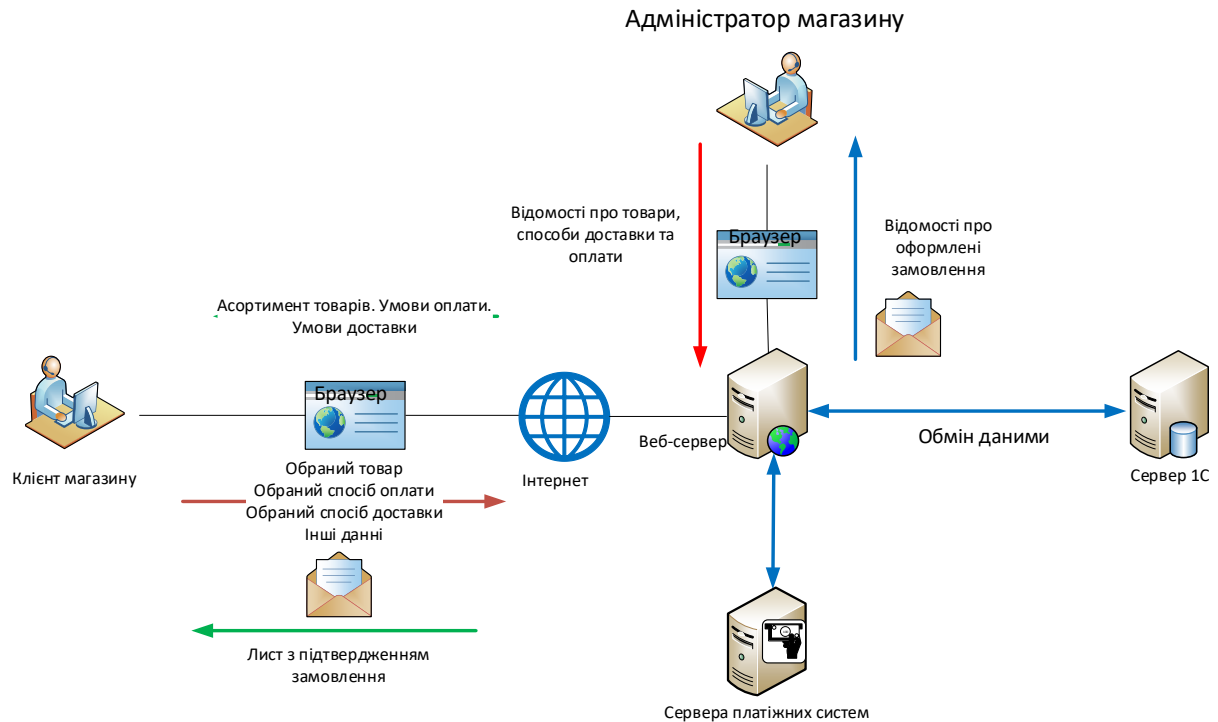 Адміністратор магазину
Відомості про товари,
способи доставки та
оплати
Браузер
Відомості про
оформлені
замовлення
Асортимент товарів. Умови оплати.
Умови доставки
Браузер
Клієнт магазину
Обраний товар
Обраний спосіб оплати
Обраний спосіб доставки
Інші данні
Інтернет
Веб-сервер
Обмін даними
Сервер 1С
Лист з підтвердженням
замовлення
Сервера платіжних систем